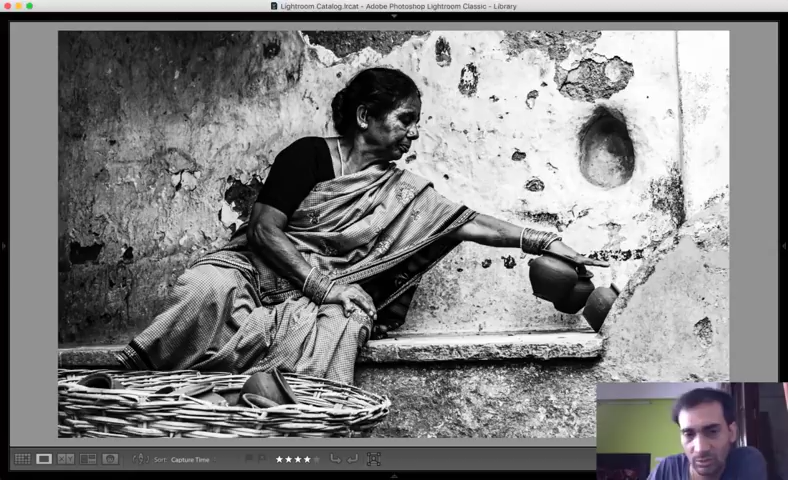 Lightroom Catalog.lrcat - Adobe Photoshop Lightroom Classic - Library
Sort: Capture Time